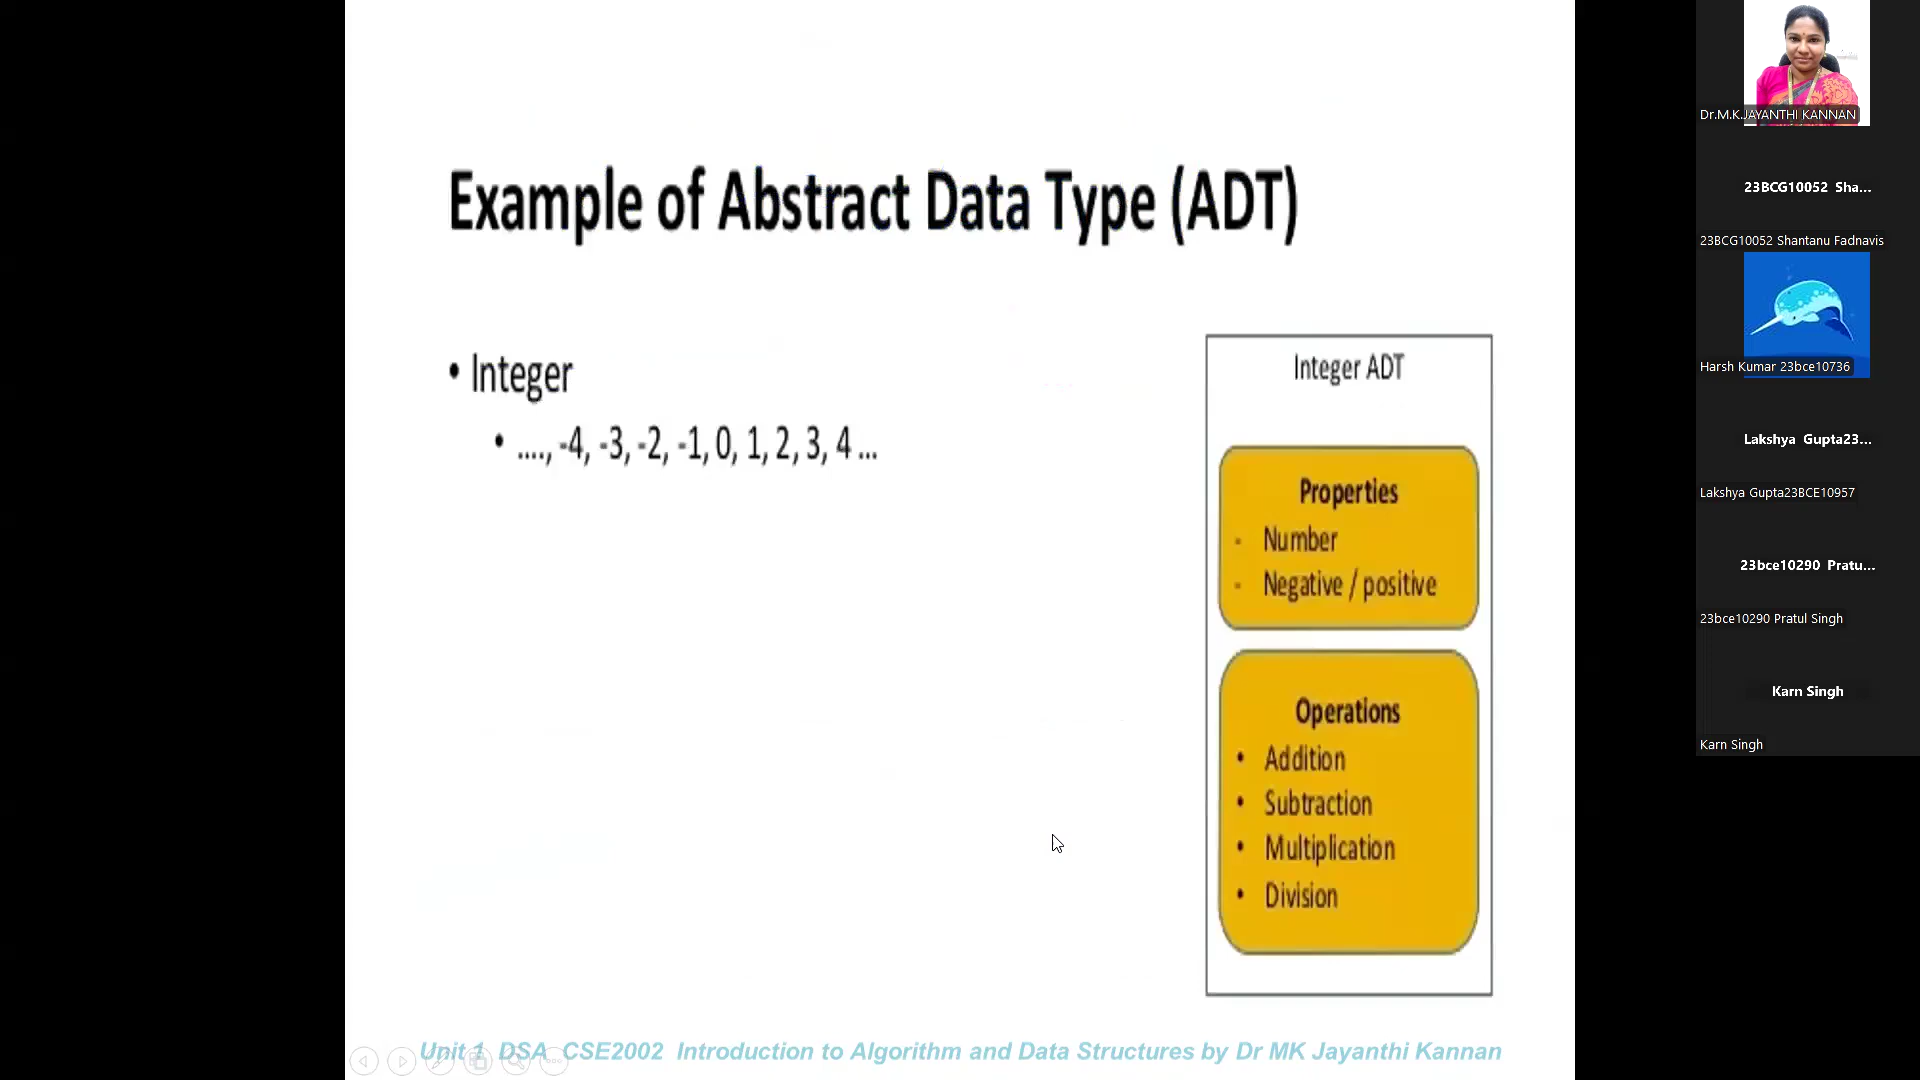 Example of Abstract Data Type (ADT)
• Integer
• ...., -4, -3, -2, -1, 0, 1, 2, 3, 4 ...
Integer ADT
Properties
- Number
- Negative / positive
Operations
• Addition
• Subtraction
• Multiplication
• Division
Unit 1 DSA CSE2002 Introduction to Algorithm and Data Structures by Dr MK Jayanthi Kannan
Dr.M.K.JAYANTHI KANNAN
23BCG10052 Sha...
23BCG10052 Shantanu Fadnavis
Harsh Kumar 23bce10736
Lakshya Gupta23...
Lakshya Gupta23BCE10957
23bce10290 Pratu...
23bce10290 Pratul Singh
Karn Singh
Karn Singh